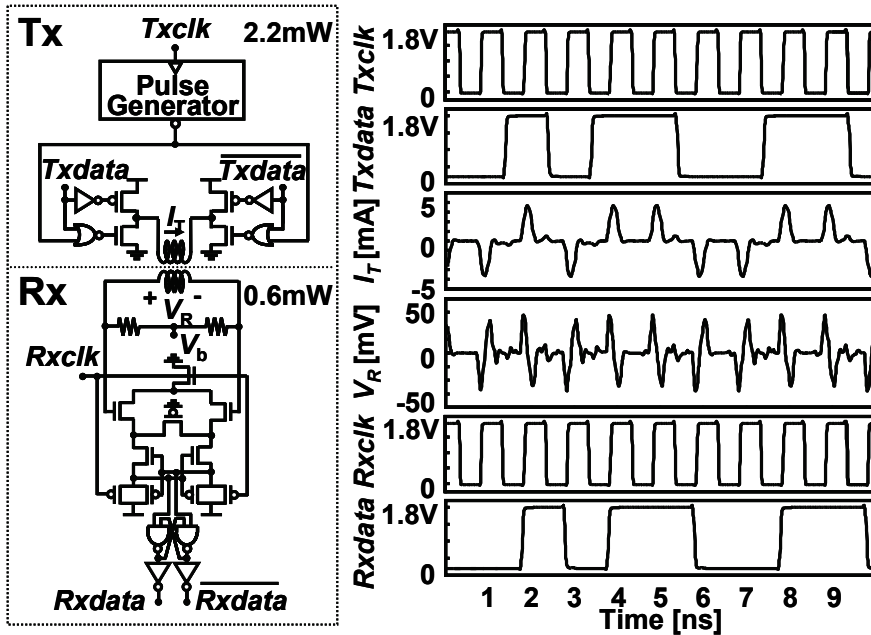 Tx
Txclk
2.2mW
Pulse
Generator
Txdata
Txdata
I_T
Rx
0.6mW
+ V_R -
V_b
Rxclk
Rxdata
Rxdata
Txclk
1.8V
0
Txdata
1.8V
0
I_T [mA]
5
0
-5
V_R [mV]
50
0
-50
Rxclk
1.8V
0
Rxdata
1.8V
0
1 2 3 4 5 6 7 8 9
Time [ns]